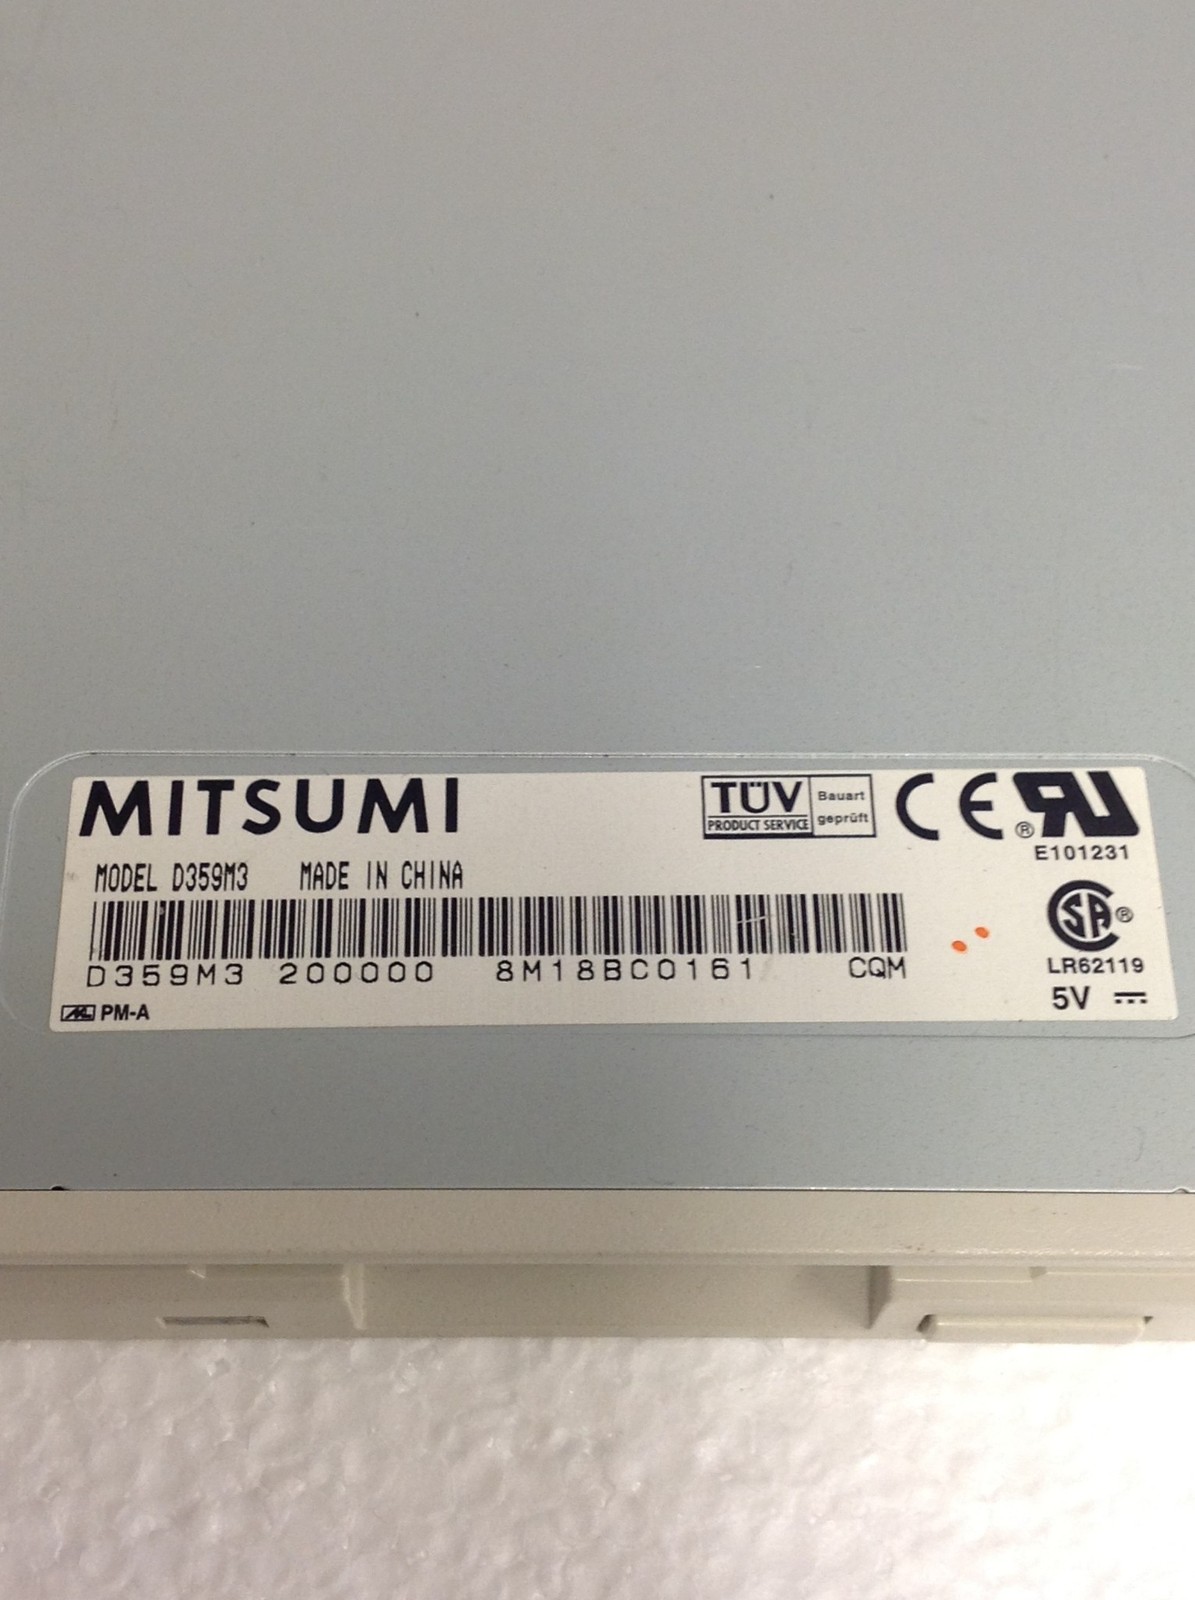 MITSUMI
TÜV
PRODUCT SERVICE
Bauart
geprüft
CE
®
E101231
MODEL D359M3 MADE IN CHINA
D359M3 200000 8M18BC0161 CQM
SA ®
LR62119
PM-A
5V